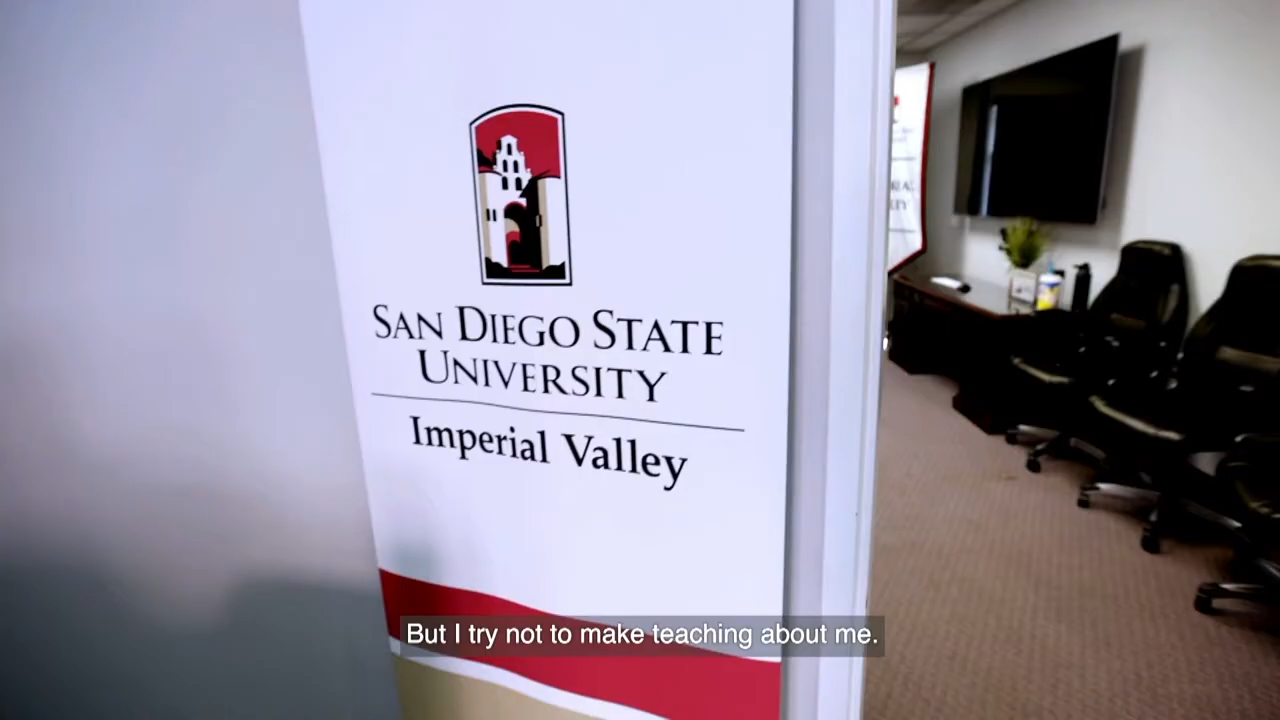 San Diego State
University
Imperial Valley
But I try not to make teaching about me.